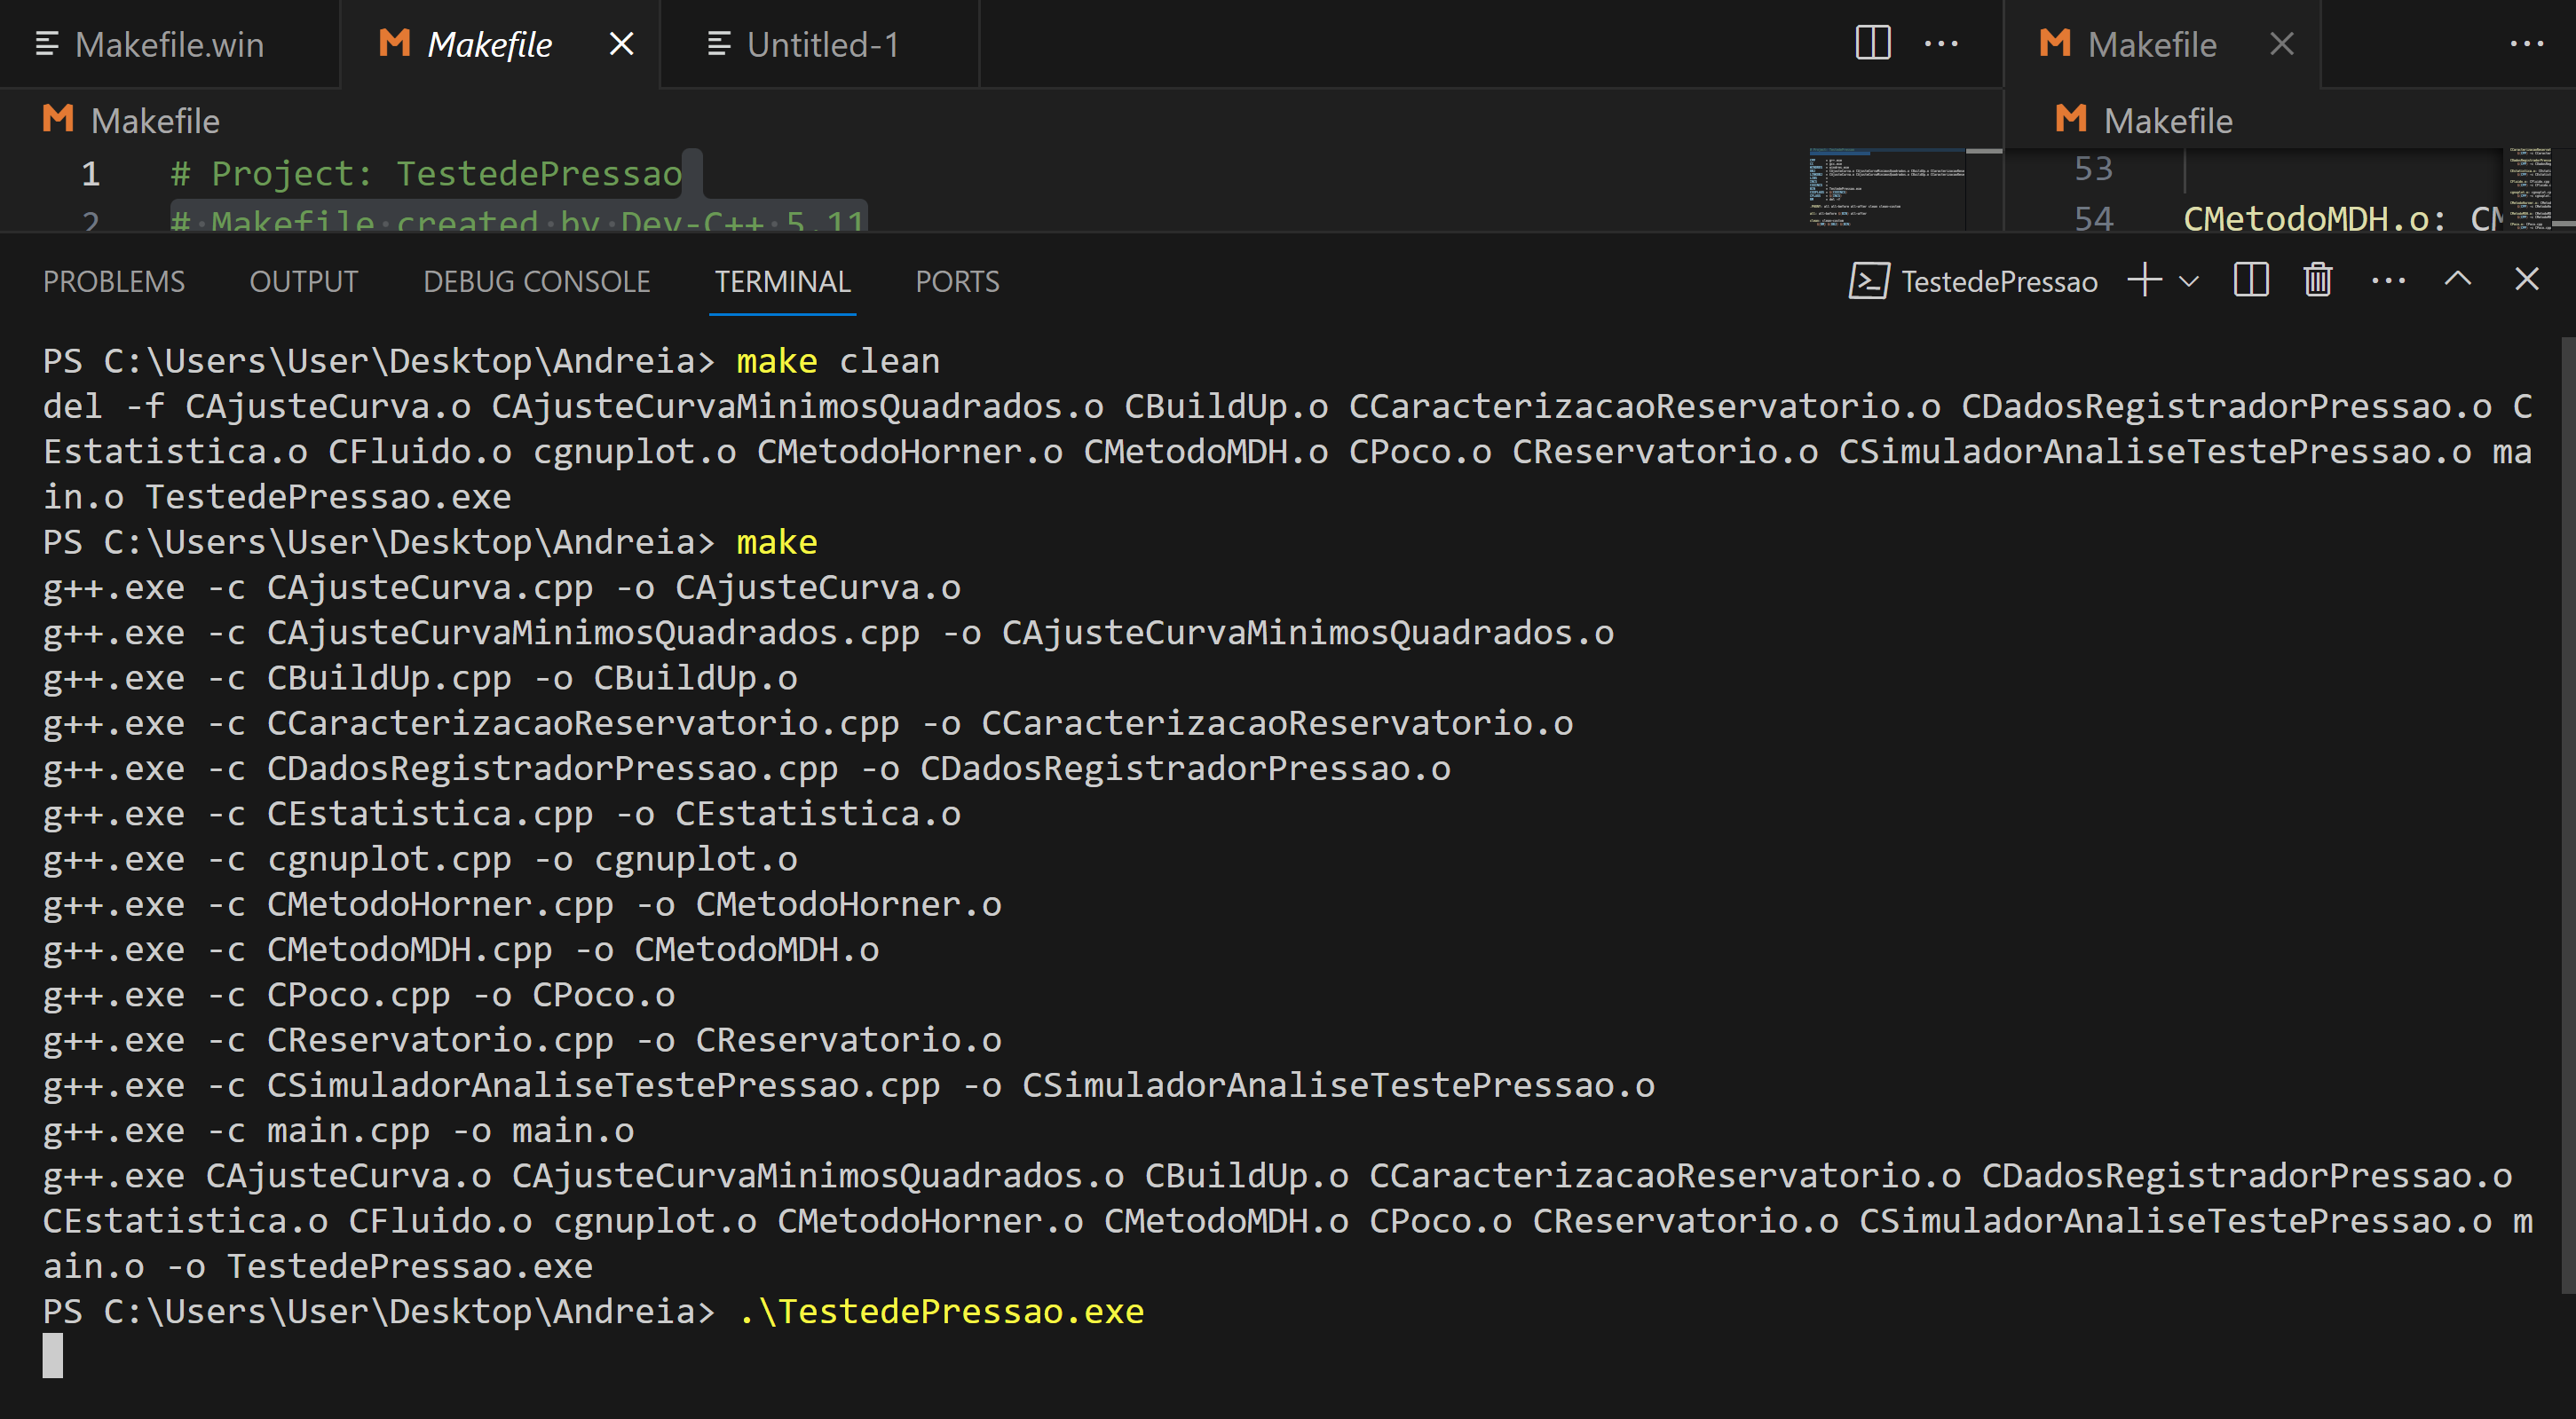 Makefile.win
Makefile
Untitled-1
Makefile
Makefile
Makefile
1 # Project: TestedePressao
2 # Makefile created by Dev-C++ 5.11
53
54 CMetodoMDH.o:
PROBLEMS OUTPUT DEBUG CONSOLE TERMINAL PORTS
TestedePressao
PS C:\Users\User\Desktop\Andreia> make clean
del -f CAjusteCurva.o CAjusteCurvaMinimosQuadrados.o CBuildUp.o CCaracterizacaoReservatorio.o CDadosRegistradorPressao.o C
Estatistica.o CFluido.o cgnuplot.o CMetodoHorner.o CMetodoMDH.o CPoco.o CReservatorio.o CSimuladorAnaliseTestePressao.o ma
in.o TestedePressao.exe
PS C:\Users\User\Desktop\Andreia> make
g++.exe -c CAjusteCurva.cpp -o CAjusteCurva.o
g++.exe -c CAjusteCurvaMinimosQuadrados.cpp -o CAjusteCurvaMinimosQuadrados.o
g++.exe -c CBuildUp.cpp -o CBuildUp.o
g++.exe -c CCaracterizacaoReservatorio.cpp -o CCaracterizacaoReservatorio.o
g++.exe -c CDadosRegistradorPressao.cpp -o CDadosRegistradorPressao.o
g++.exe -c CEstatistica.cpp -o CEstatistica.o
g++.exe -c cgnuplot.cpp -o cgnuplot.o
g++.exe -c CMetodoHorner.cpp -o CMetodoHorner.o
g++.exe -c CMetodoMDH.cpp -o CMetodoMDH.o
g++.exe -c CPoco.cpp -o CPoco.o
g++.exe -c CReservatorio.cpp -o CReservatorio.o
g++.exe -c CSimuladorAnaliseTestePressao.cpp -o CSimuladorAnaliseTestePressao.o
g++.exe -c main.cpp -o main.o
g++.exe CAjusteCurva.o CAjusteCurvaMinimosQuadrados.o CBuildUp.o CCaracterizacaoReservatorio.o CDadosRegistradorPressao.o
CEstatistica.o CFluido.o cgnuplot.o CMetodoHorner.o CMetodoMDH.o CPoco.o CReservatorio.o CSimuladorAnaliseTestePressao.o m
ain.o -o TestedePressao.exe
PS C:\Users\User\Desktop\Andreia> .\TestedePressao.exe